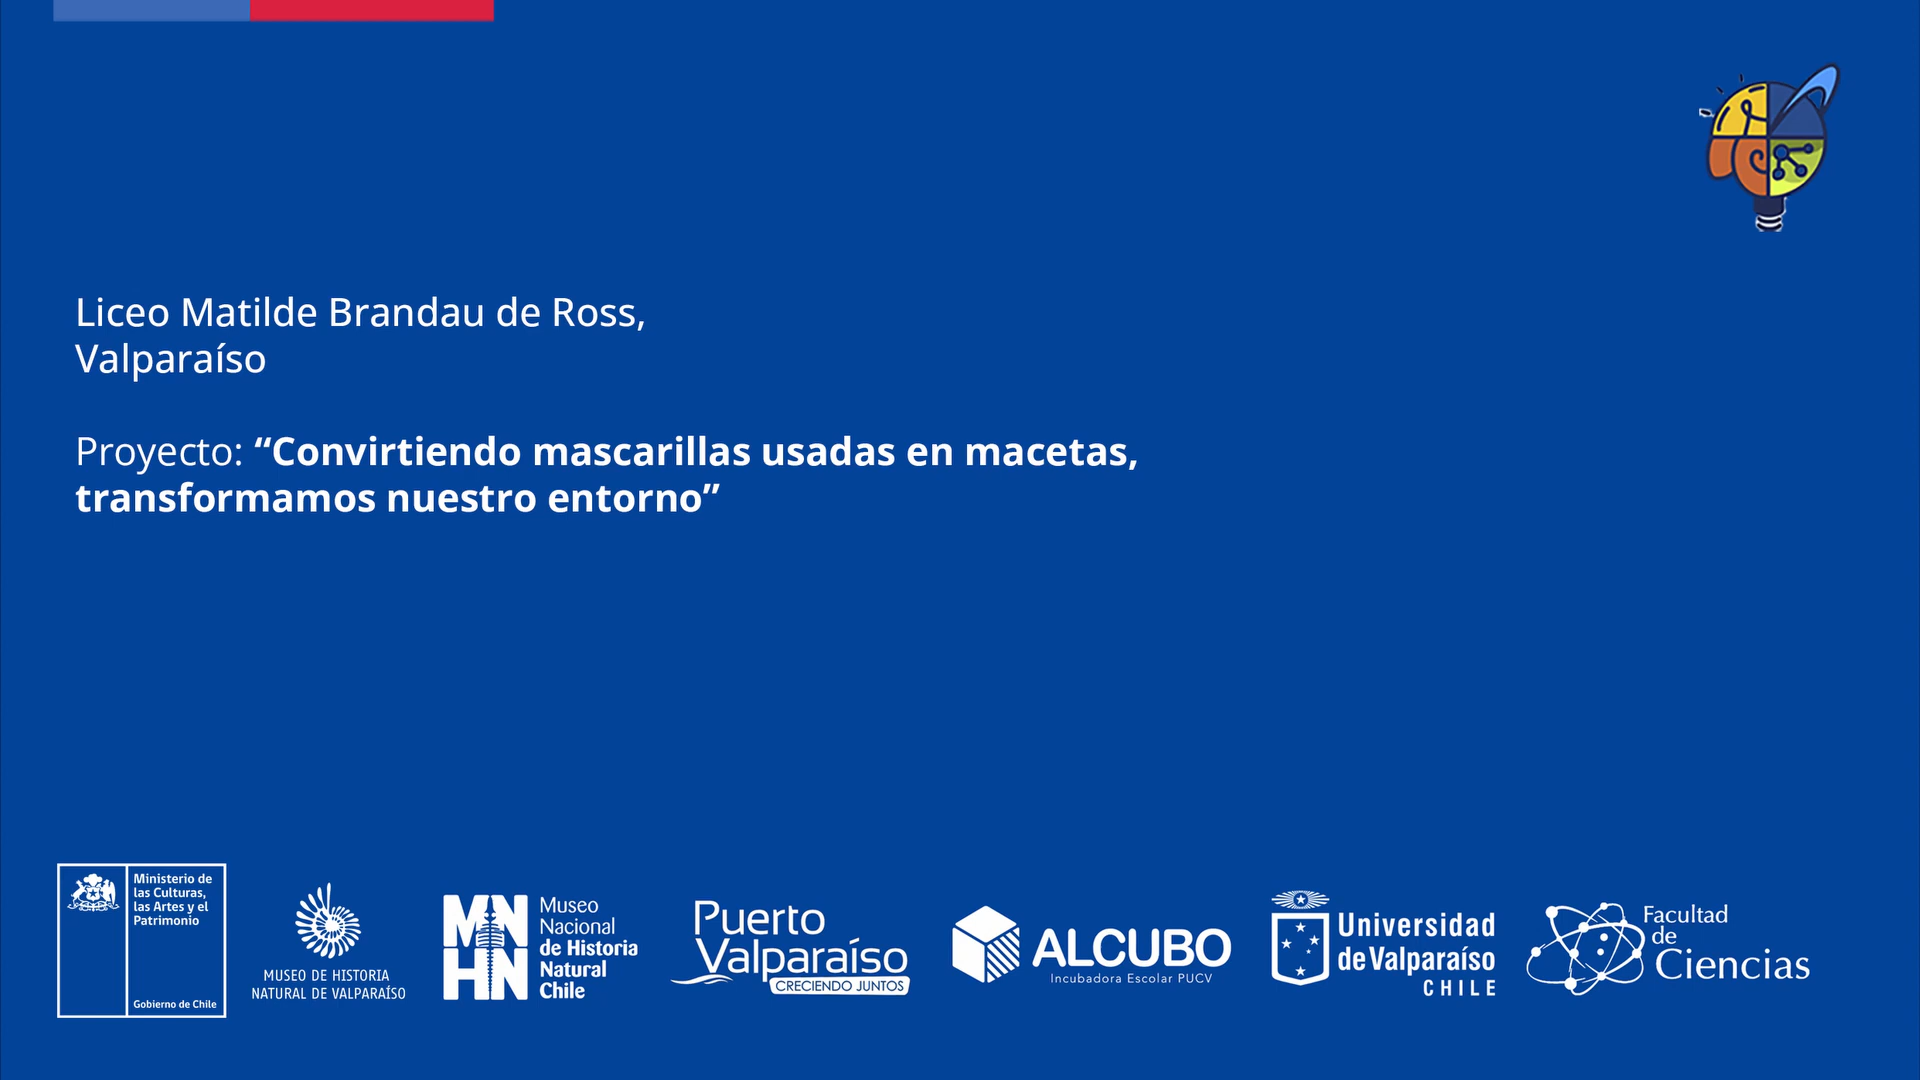 Liceo Matilde Brandau de Ross,
Valparaíso
Proyecto: “Convirtiendo mascarillas usadas en macetas,
transformamos nuestro entorno”
Ministerio de
las Culturas,
las Artes y el
Patrimonio
Gobierno de Chile
MUSEO DE HISTORIA
NATURAL DE VALPARAÍSO
MN
HN
Museo
Nacional
de Historia
Natural
Chile
Puerto
Valparaíso
CRECIENDO JUNTOS
ALCUBO
Incubadora Escolar PUCV
Universidad
de Valparaíso
CHILE
Facultad
de
Ciencias